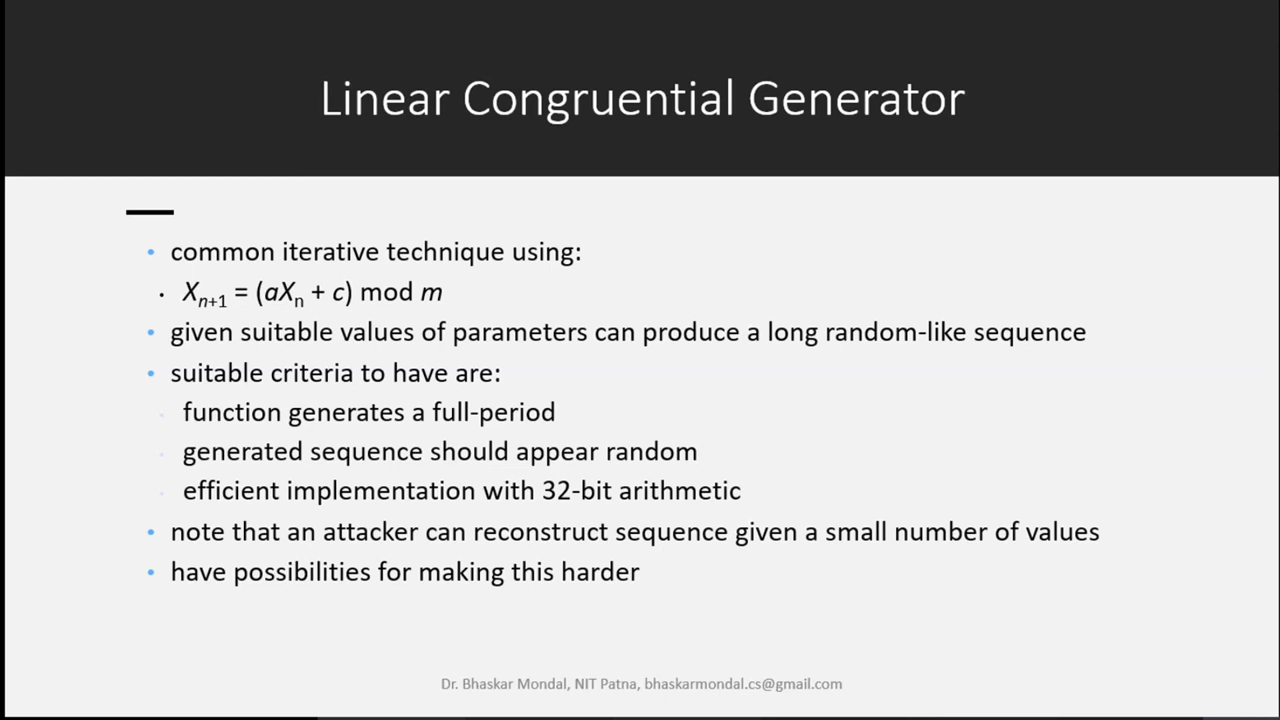 Linear Congruential Generator
• common iterative technique using:
• Xn+1 = (aXn + c) mod m
• given suitable values of parameters can produce a long random-like sequence
• suitable criteria to have are:
• function generates a full-period
• generated sequence should appear random
• efficient implementation with 32-bit arithmetic
• note that an attacker can reconstruct sequence given a small number of values
• have possibilities for making this harder
Dr. Bhaskar Mondal, NIT Patna, bhaskarmondal.cs@gmail.com